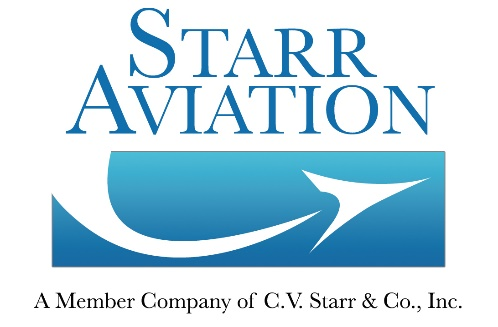 STARR
AVIATION
A Member Company of C.V. Starr & Co., Inc.